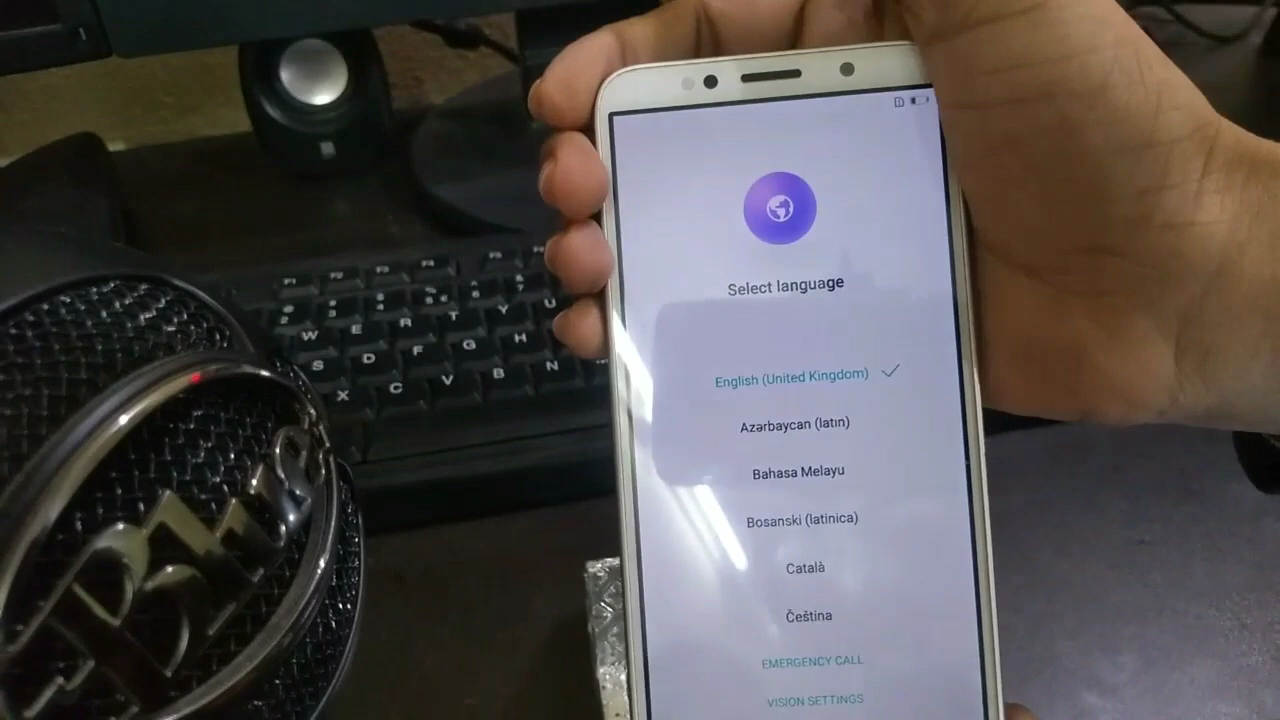 Select language
English (United Kingdom)
Azərbaycan (latın)
Bahasa Melayu
Bosanski (latinica)
Català
Čeština
EMERGENCY CALL
VISION SETTINGS
W E R T Y U
S D F G H
X C V B N